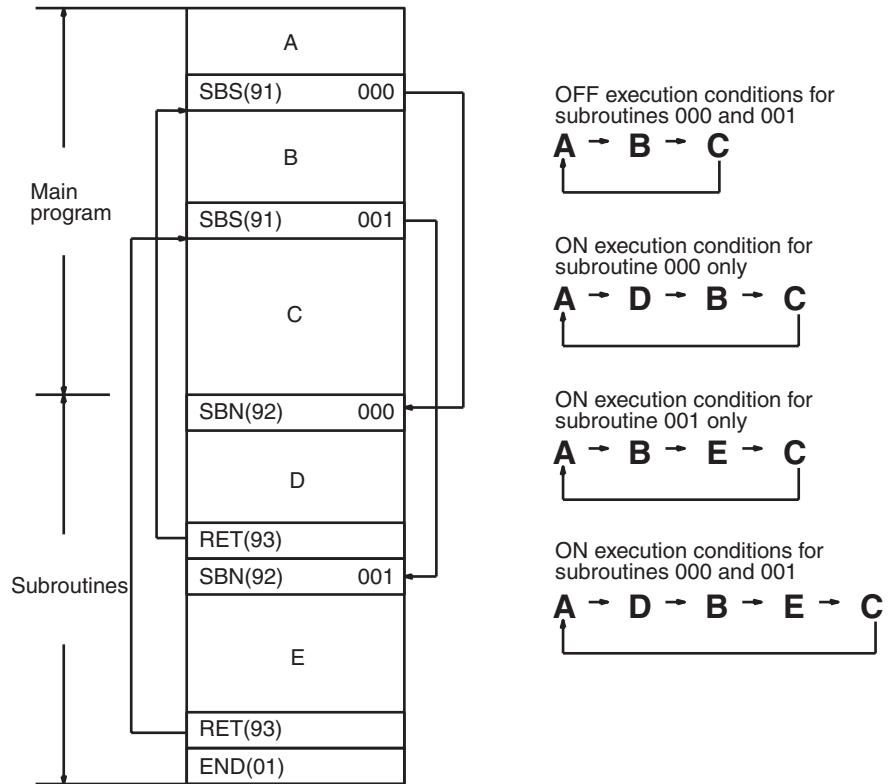 A
SBS(91) 000
B
SBS(91) 001
C
SBN(92) 000
D
RET(93)
SBN(92) 001
E
RET(93)
END(01)
Main
program
Subroutines
OFF execution conditions for
subroutines 000 and 001
A → B → C
ON execution condition for
subroutine 000 only
A → D → B → C
ON execution condition for
subroutine 001 only
A → B → E → C
ON execution conditions for
subroutines 000 and 001
A → D → B → E → C